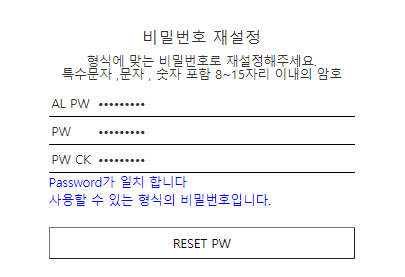 비밀번호 재설정
형식에 맞는 비밀번호로 재설정해주세요.
특수문자 ,문자 , 숫자 포함 8~15자리 이내의 암호
AL PW •••••••••
PW •••••••••
PW CK •••••••••
Password가 일치 합니다
사용할 수 있는 형식의 비밀번호입니다.
RESET PW